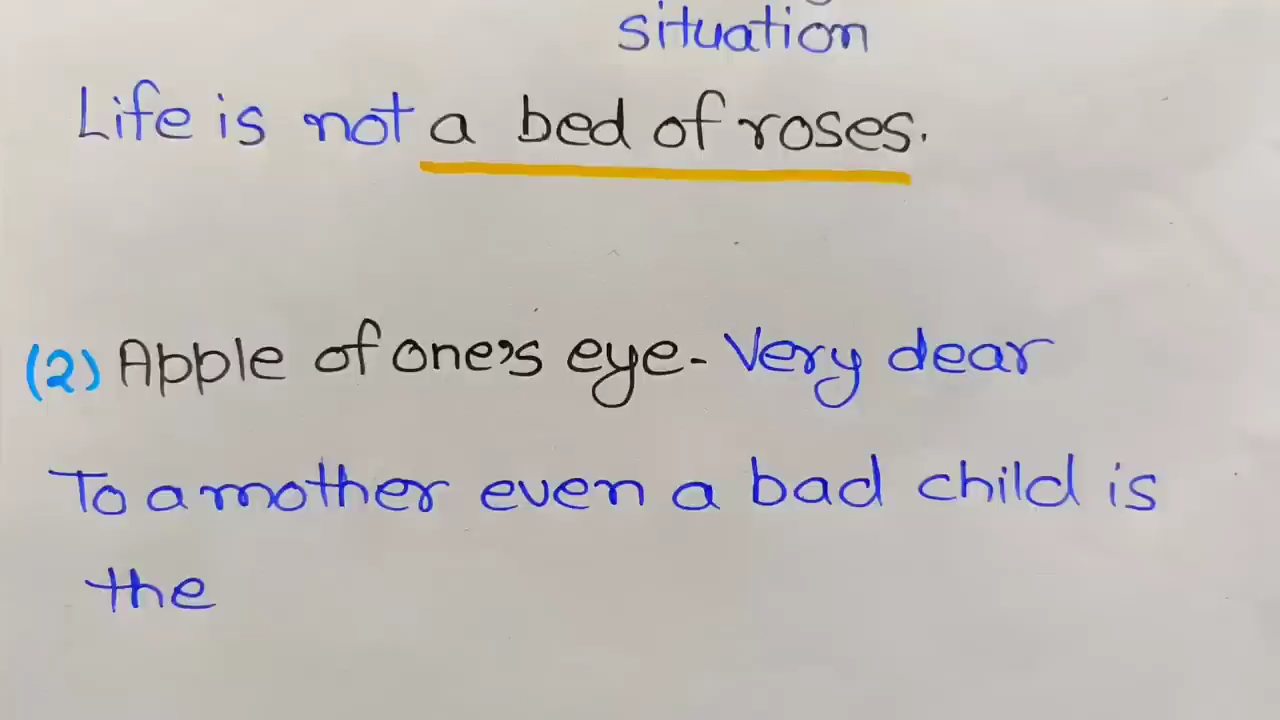 situation
Life is not a bed of roses.
(2) Apple of one's eye- Very dear
To a mother even a bad child is
the